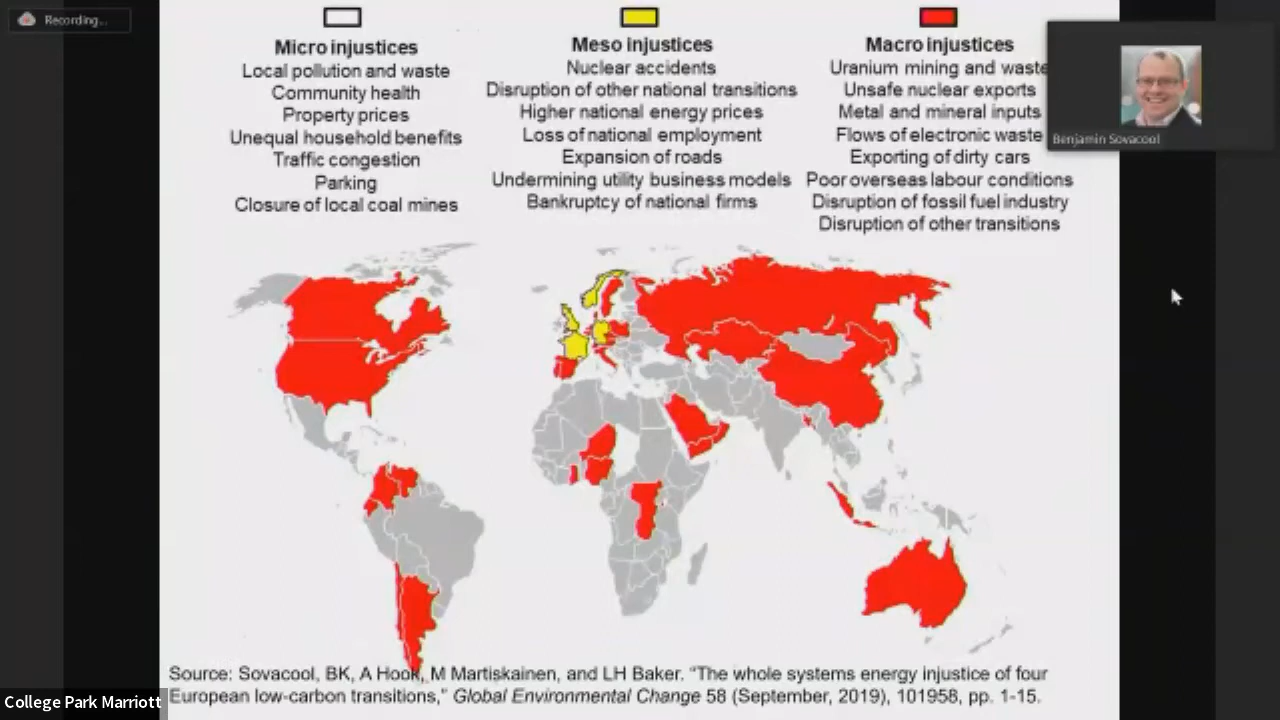 Recording...
Micro injustices
Local pollution and waste
Community health
Property prices
Unequal household benefits
Traffic congestion
Parking
Closure of local coal mines
Meso injustices
Nuclear accidents
Disruption of other national transitions
Higher national energy prices
Loss of national employment
Expansion of roads
Undermining utility business models
Bankruptcy of national firms
Macro injustices
Uranium mining and waste
Unsafe nuclear exports
Metal and mineral inputs
Flows of electronic waste
Exporting of dirty cars
Poor overseas labour conditions
Disruption of fossil fuel industry
Disruption of other transitions
Benjamin Sovacool
Source: Sovacool, BK, A Hook, M Martiskainen, and LH Baker. “The whole systems energy injustice of four
European low-carbon transitions,” Global Environmental Change 58 (September, 2019), 101958, pp. 1-15.
College Park Marriott